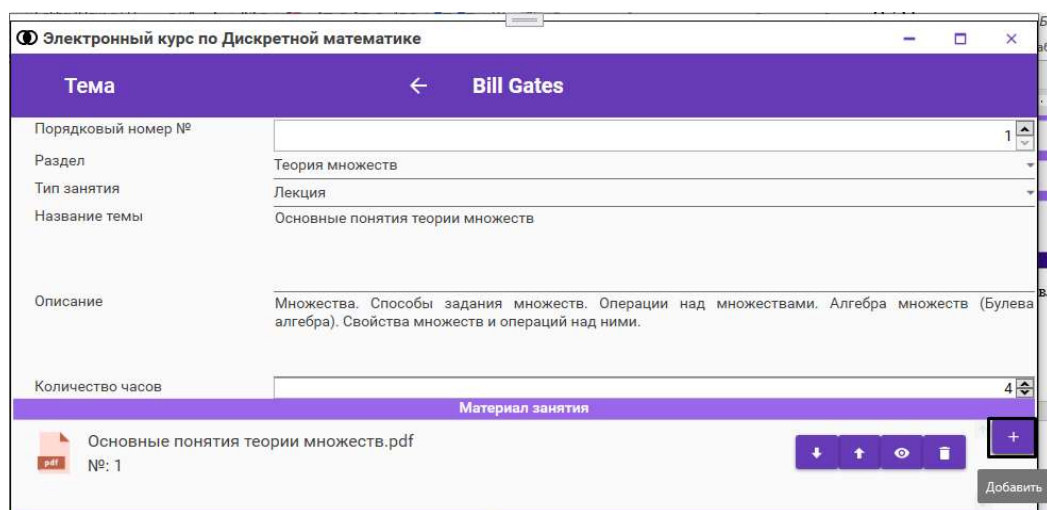 Электронный курс по Дискретной математике
Тема
Bill Gates
Порядковый номер №
1
Раздел
Теория множеств
Тип занятия
Лекция
Название темы
Основные понятия теории множеств
Описание
Множества. Способы задания множеств. Операции над множествами. Алгебра множеств (Булева
алгебра). Свойства множеств и операций над ними.
Количество часов
4
Материал занятия
pdf
Основные понятия теории множеств.pdf
№: 1
+
Добавить